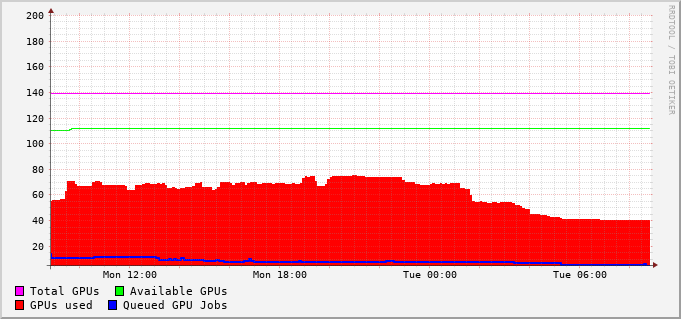 200
180
160
140
120
100
80
60
40
20
Mon 12:00 Mon 18:00 Tue 00:00 Tue 06:00
Total GPUs Available GPUs
GPUs used Queued GPU Jobs
RRDTOOL / TOBI OETIKER